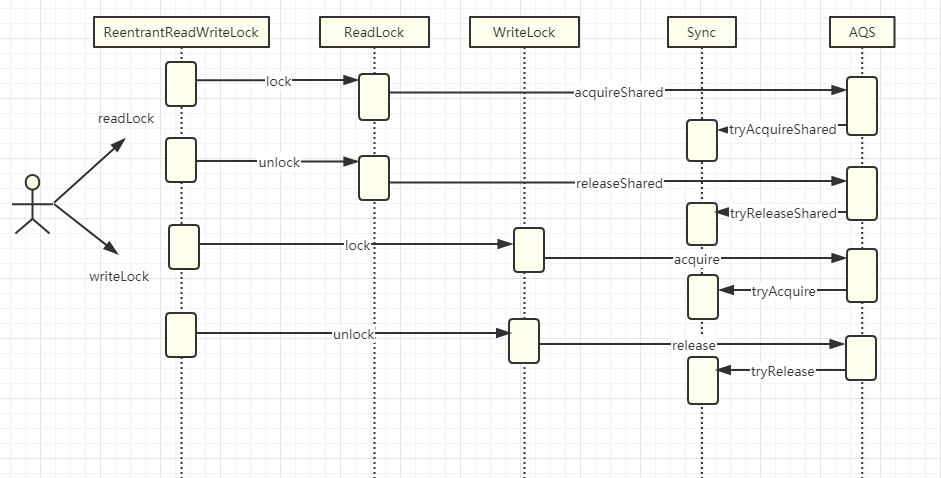 ReentrantReadWriteLock
ReadLock
WriteLock
Sync
AQS
lock
acquireShared
readLock
tryAcquireShared
unlock
releaseShared
tryReleaseShared
lock
acquire
writeLock
tryAcquire
unlock
release
tryRelease